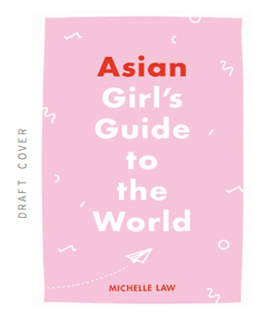 DRAFT COVER
Asian
Girl's
Guide
to
the
World
MICHELLE LAW